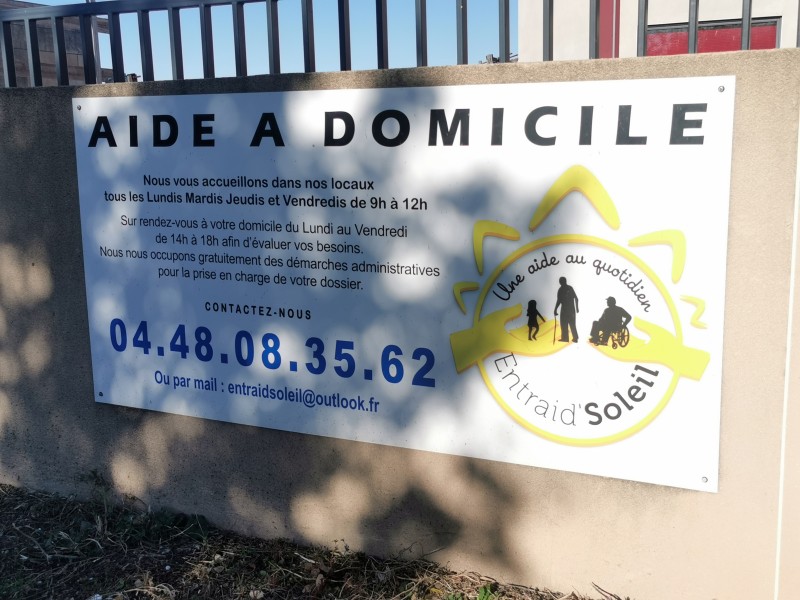 AIDE A DOMICILE
Nous vous accueillons dans nos locaux
tous les Lundis Mardis Jeudis et Vendredis de 9h à 12h
Sur rendez-vous à votre domicile du Lundi au Vendredi
de 14h à 18h afin d'évaluer vos besoins.
Nous nous occupons gratuitement des démarches administratives
pour la prise en charge de votre dossier.
CONTACTEZ-NOUS
04.48.08.35.62
Ou par mail : entraidsoleil@outlook.fr
Une aide au quotidien
Entraid'Soleil